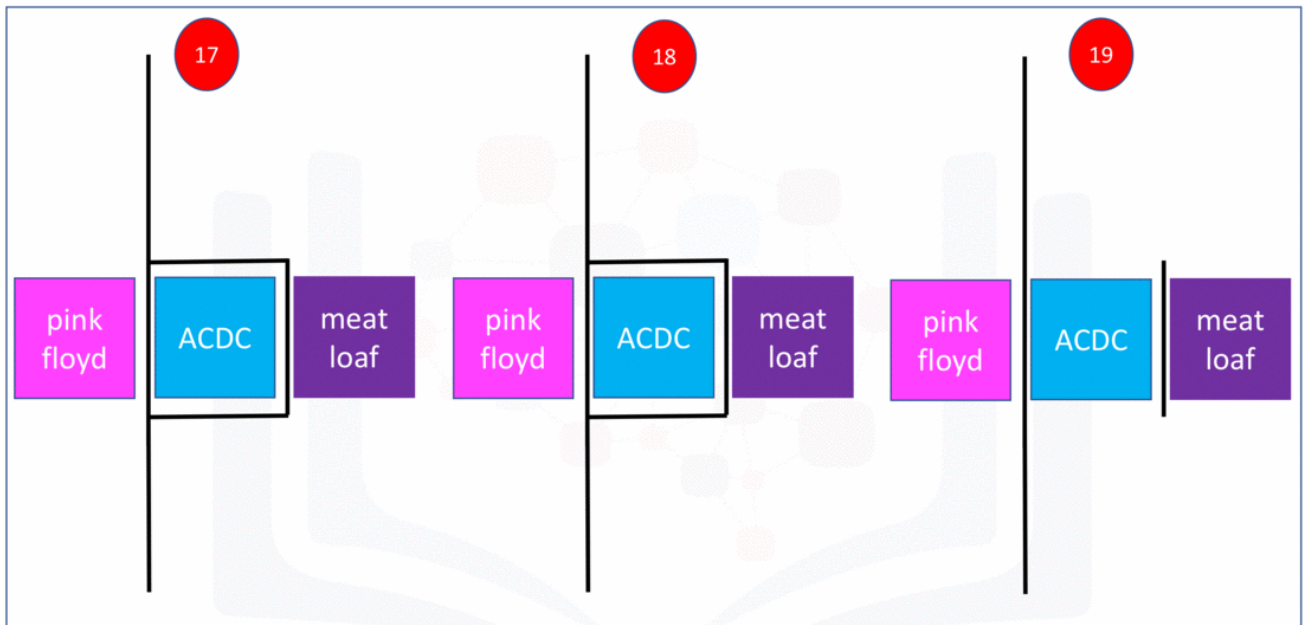 17
18
19
pink
floyd
ACDC
meat
loaf
pink
floyd
ACDC
meat
loaf
pink
floyd
ACDC
meat
loaf